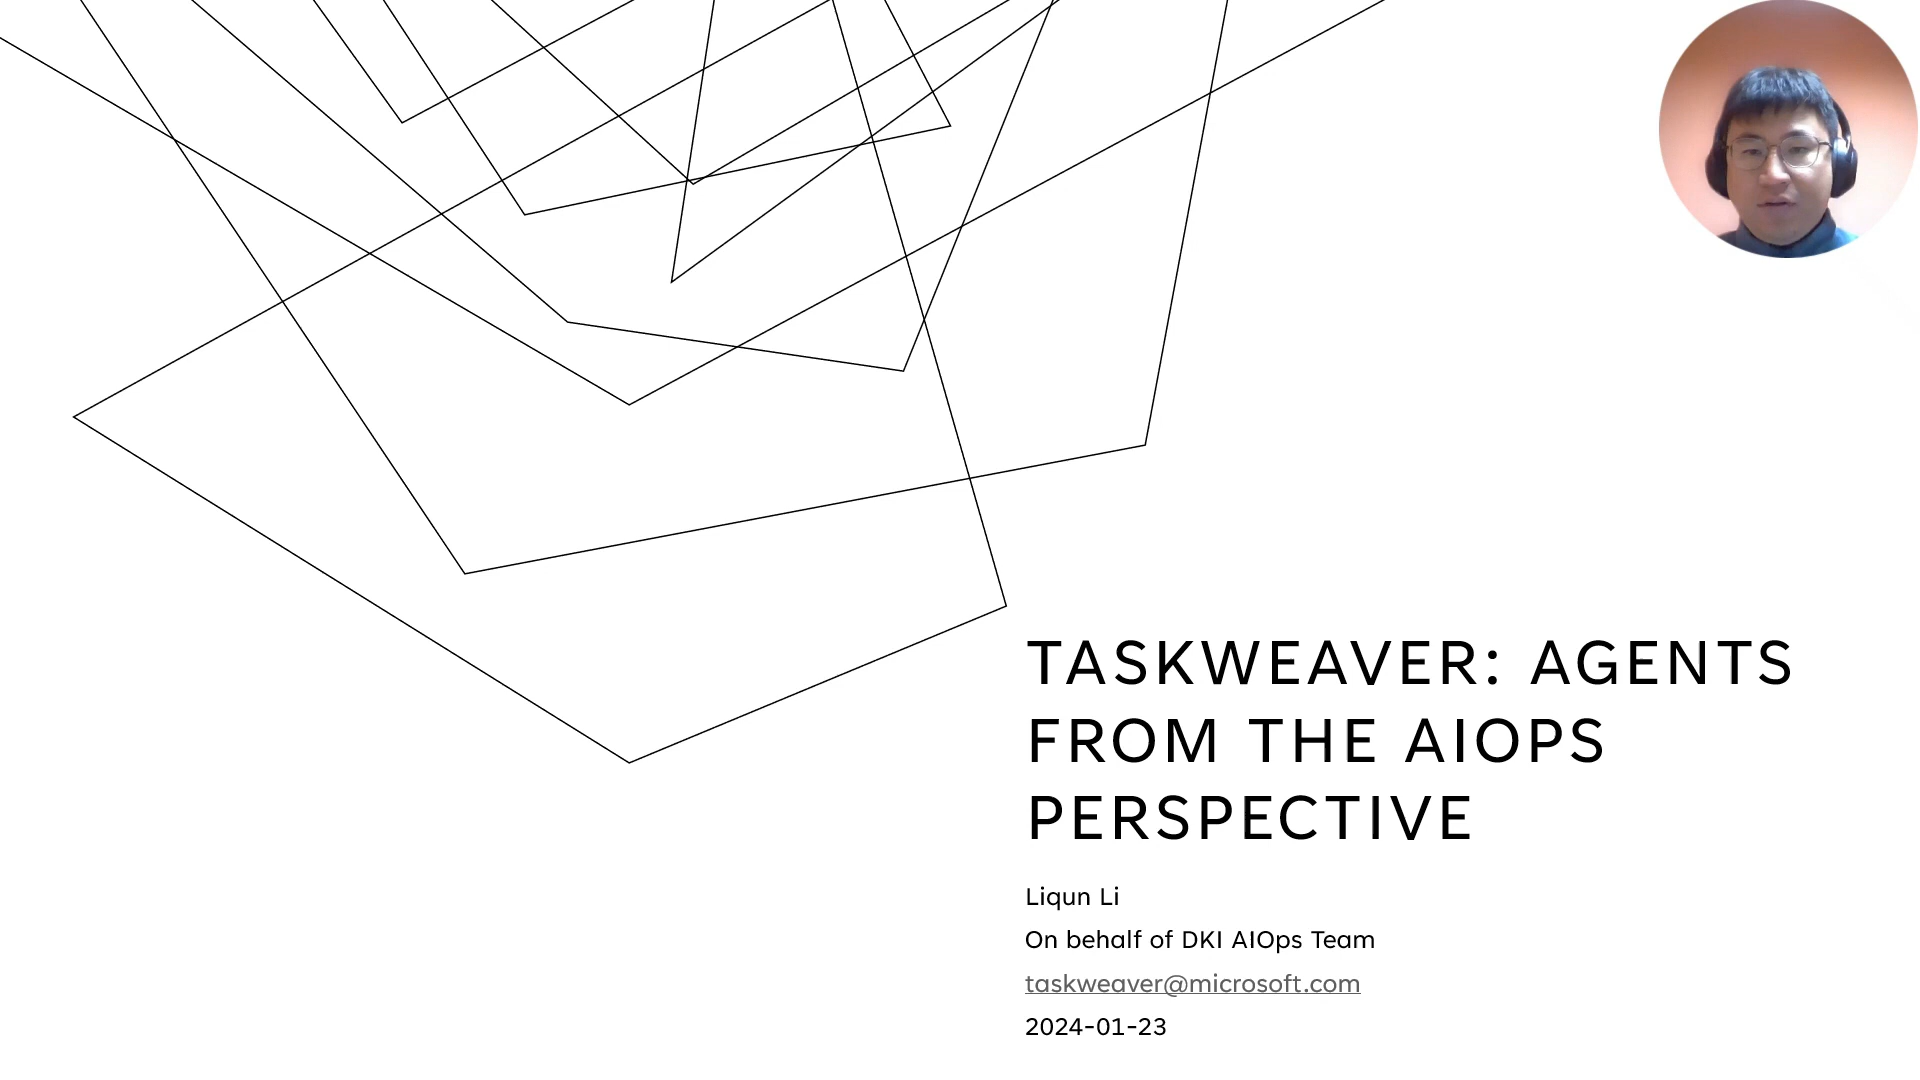 TASKWEAVER: AGENTS
FROM THE AIOPS
PERSPECTIVE
Liqun Li
On behalf of DKI AIOps Team
taskweaver@microsoft.com
2024-01-23